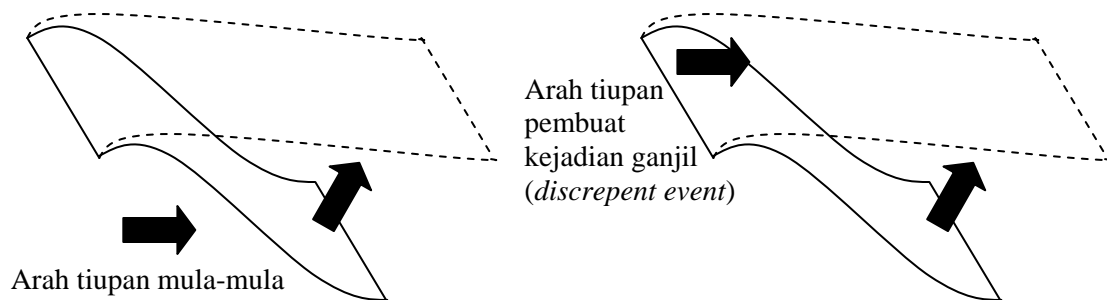 Arah tiupan mula-mula
Arah tiupan
pembuat
kejadian ganjil
(discrepent event)